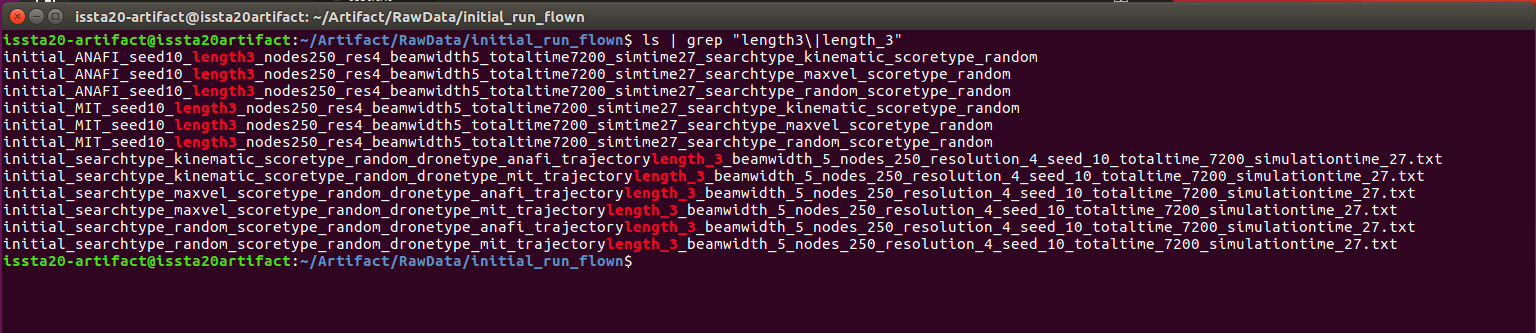 issta20-artifact@issta20artifact: ~/Artifact/RawData/initial_run_flown
issta20-artifact@issta20artifact:~/Artifact/RawData/initial_run_flown$ ls | grep "length3\|length_3"
initial_ANAFI_seed10_length3_nodes250_res4_beamwidth5_totaltime7200_simtime27_searchtype_kinematic_scoretype_random
initial_ANAFI_seed10_length3_nodes250_res4_beamwidth5_totaltime7200_simtime27_searchtype_maxvel_scoretype_random
initial_ANAFI_seed10_length3_nodes250_res4_beamwidth5_totaltime7200_simtime27_searchtype_random_scoretype_random
initial_MIT_seed10_length3_nodes250_res4_beamwidth5_totaltime7200_simtime27_searchtype_kinematic_scoretype_random
initial_MIT_seed10_length3_nodes250_res4_beamwidth5_totaltime7200_simtime27_searchtype_maxvel_scoretype_random
initial_MIT_seed10_length3_nodes250_res4_beamwidth5_totaltime7200_simtime27_searchtype_random_scoretype_random
initial_searchtype_kinematic_scoretype_random_dronetype_anafi_trajectorylength_3_beamwidth_5_nodes_250_resolution_4_seed_10_totaltime_7200_simulationtime_27.txt
initial_searchtype_kinematic_scoretype_random_dronetype_mit_trajectorylength_3_beamwidth_5_nodes_250_resolution_4_seed_10_totaltime_7200_simulationtime_27.txt
initial_searchtype_maxvel_scoretype_random_dronetype_anafi_trajectorylength_3_beamwidth_5_nodes_250_resolution_4_seed_10_totaltime_7200_simulationtime_27.txt
initial_searchtype_maxvel_scoretype_random_dronetype_mit_trajectorylength_3_beamwidth_5_nodes_250_resolution_4_seed_10_totaltime_7200_simulationtime_27.txt
initial_searchtype_random_scoretype_random_dronetype_anafi_trajectorylength_3_beamwidth_5_nodes_250_resolution_4_seed_10_totaltime_7200_simulationtime_27.txt
initial_searchtype_random_scoretype_random_dronetype_mit_trajectorylength_3_beamwidth_5_nodes_250_resolution_4_seed_10_totaltime_7200_simulationtime_27.txt
issta20-artifact@issta20artifact:~/Artifact/RawData/initial_run_flown$